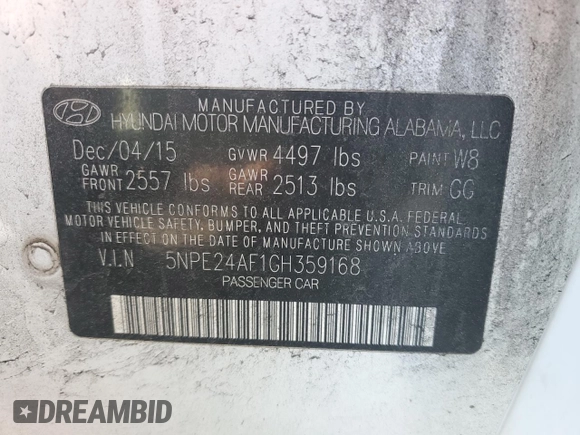 MANUFACTURED BY
HYUNDAI MOTOR MANUFACTURING ALABAMA, LLC
Dec/04/15 GVWR 4497 lbs PAINT W8
GAWR FRONT 2557 lbs GAWR REAR 2513 lbs TRIM GG
THIS VEHICLE CONFORMS TO ALL APPLICABLE U.S.A. FEDERAL
MOTOR VEHICLE SAFETY, BUMPER, AND THEFT PREVENTION STANDARDS
IN EFFECT ON THE DATE OF MANUFACTURE SHOWN ABOVE
V.I.N : 5NPE24AF1GH359168
PASSENGER CAR
DREAMBID